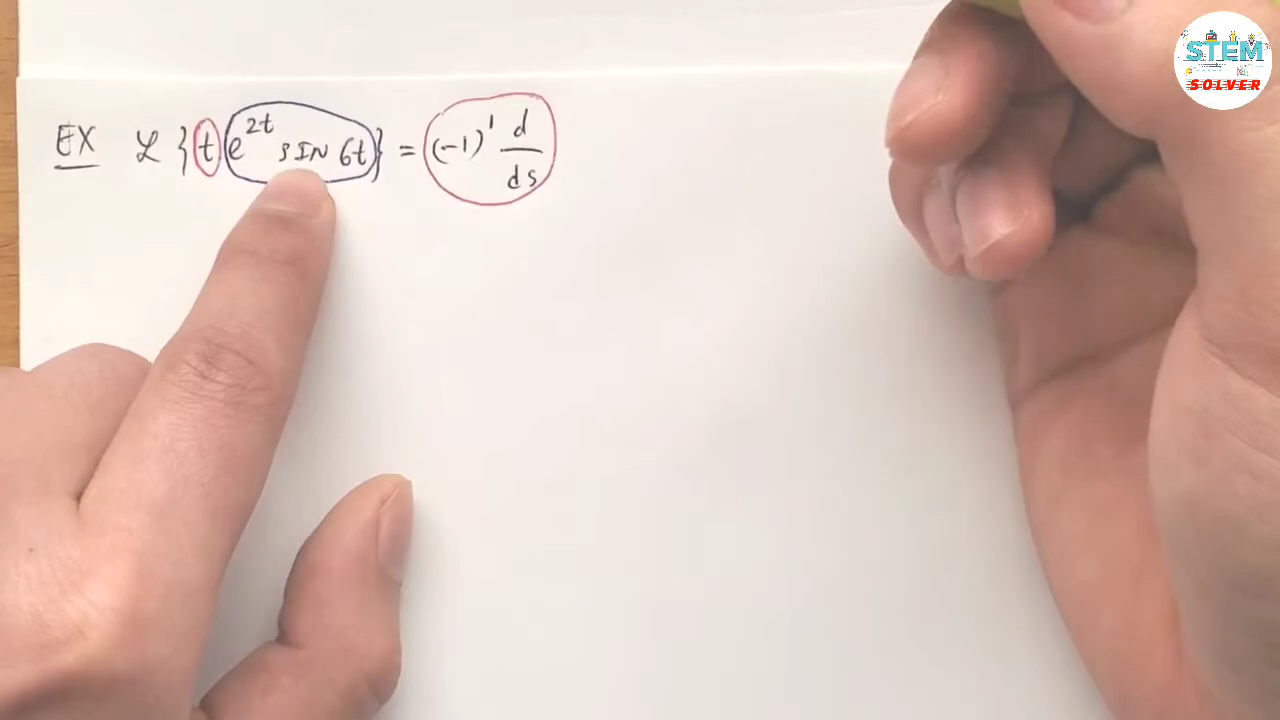 EX ℒ{t e^{2t} SIN 6t} = (-1)^1 d/ds
STEM
SOLVER